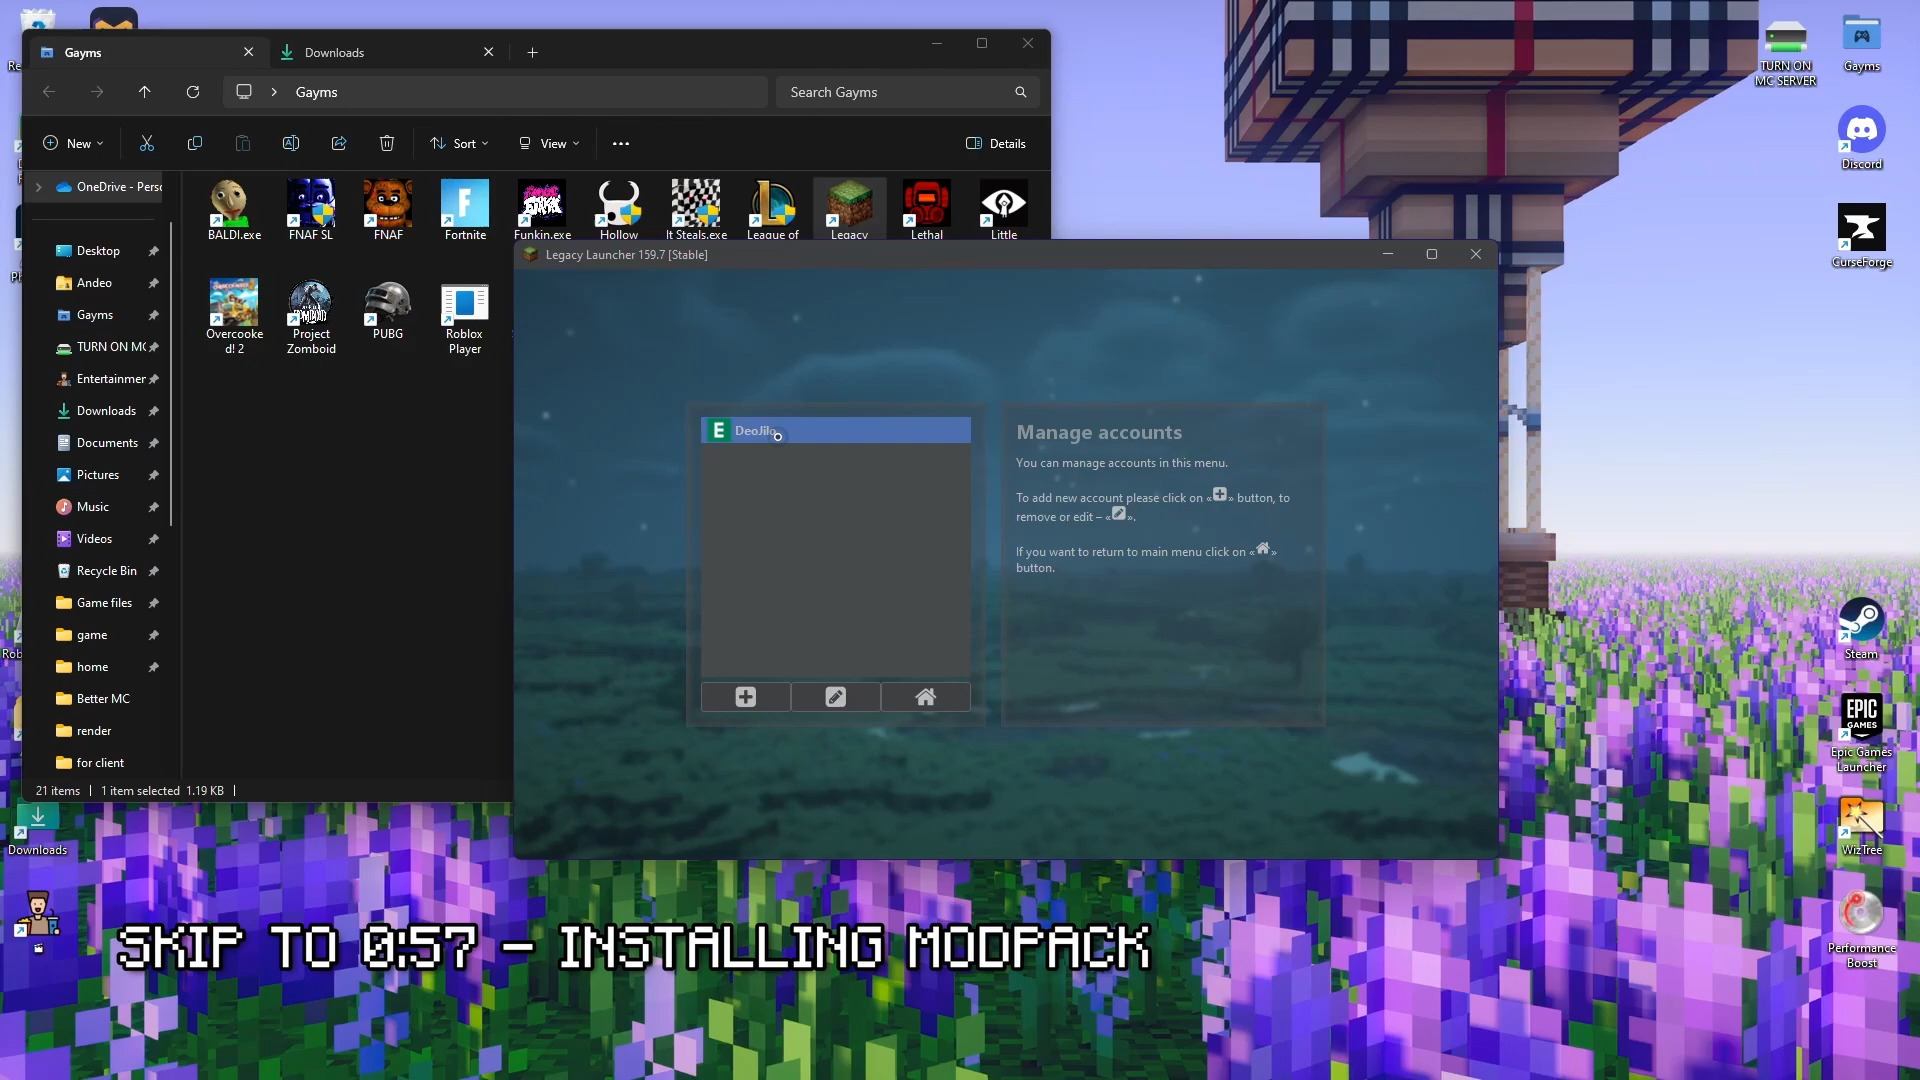 Gayms
Downloads
Gayms
Search Gayms
New
Sort
View
Details
OneDrive - Perso
Desktop
Andeo
Gayms
TURN ON MC
Entertainmen
Downloads
Documents
Pictures
Music
Videos
Recycle Bin
Game files
game
home
Better MC
render
for client
BALDI.exe
FNAF SL
FNAF
Fortnite
Funkin.exe
Hollow
It Steals.exe
League of
Legacy
Lethal
Little
Overcooke
d! 2
Project
Zomboid
PUBG
Roblox
Player
21 items
1 item selected 1.19 KB
Legacy Launcher 159.7 [Stable]
E DeoJilo
Manage accounts
You can manage accounts in this menu.
To add new account please click on « » button, to
remove or edit – « ».
If you want to return to main menu click on « »
button.
TURN ON
MC SERVER
Gayms
Discord
CurseForge
Steam
EPIC
GAMES
Epic Games
Launcher
WizTree
Performance
Boost
Downloads
SKIP TO 0:57 - INSTALLING MODPACK